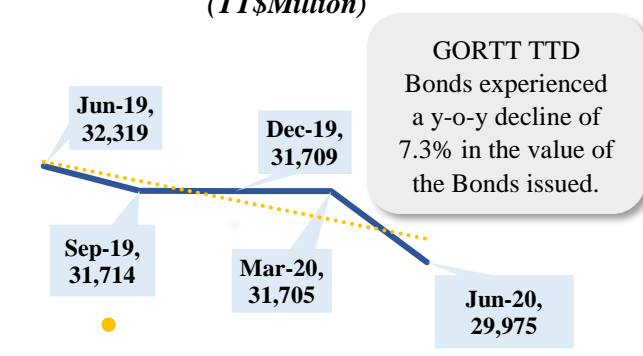 (TT$Million)
GORTT TTD
Bonds experienced
a y-o-y decline of
7.3% in the value of
the Bonds issued.
Jun-19,
32,319
Dec-19,
31,709
Sep-19,
31,714
Mar-20,
31,705
Jun-20,
29,975